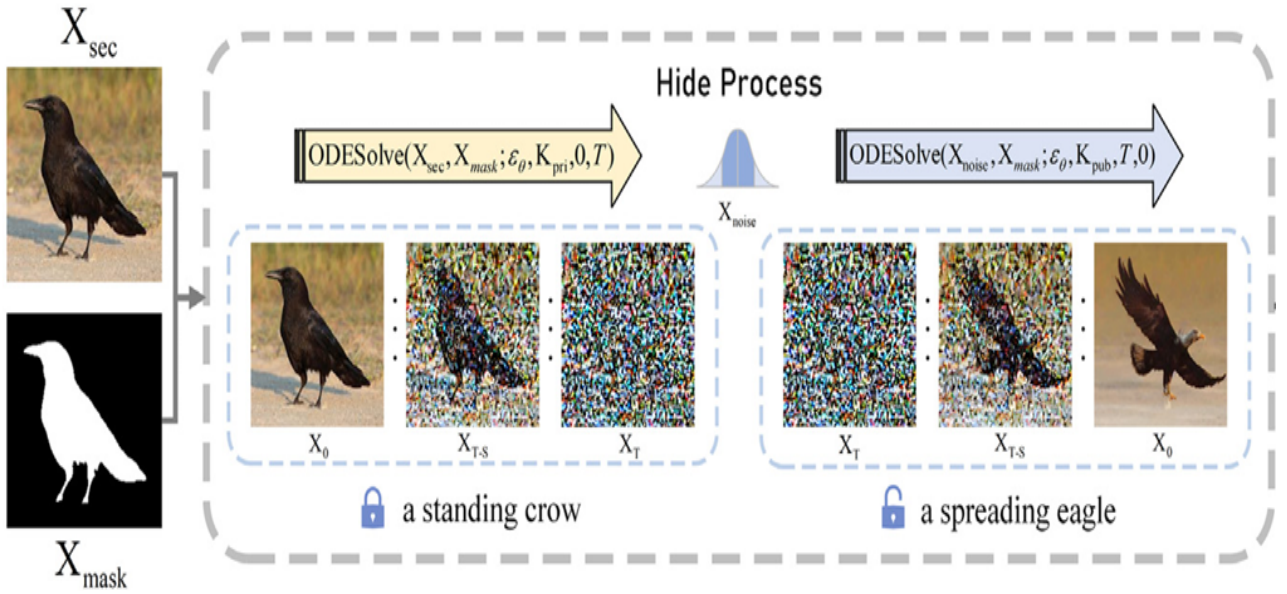 X_sec
Hide Process
ODESolve(X_sec, X_mask; ε_θ, K_pri, 0, T)
ODESolve(X_noise, X_mask; ε_θ, K_pub, T, 0)
X_noise
X_0
X_T-S
X_T
X_T
X_T-S
X_0
a standing crow
a spreading eagle
X_mask